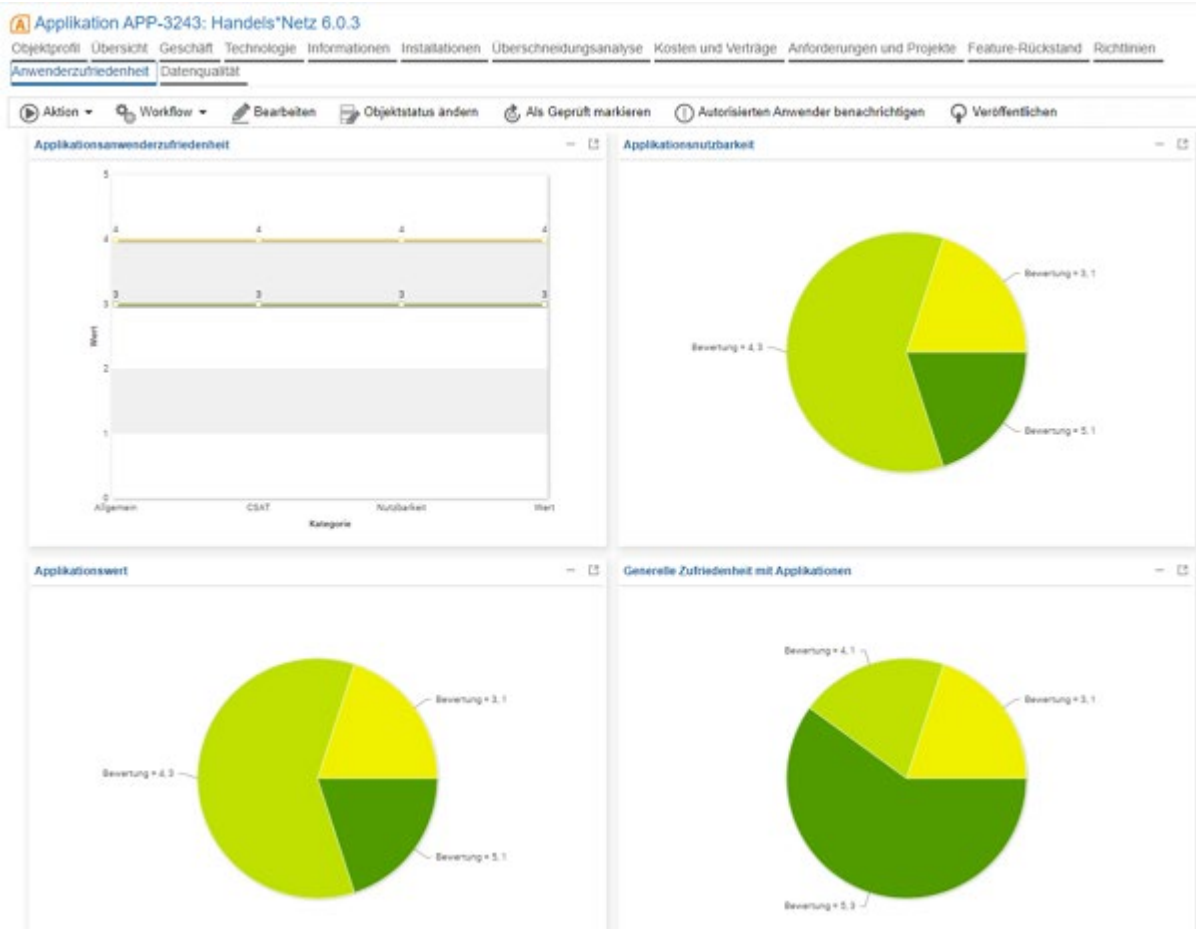 Applikation APP-3243: Handels*Netz 6.0.3
Objektprofil Übersicht Geschäft Technologie Informationen Installationen Überschneidungsanalyse Kosten und Verträge Anforderungen und Projekte Feature-Rückstand Richtlinien
Anwenderzufriedenheit Datenqualität
Aktion Workflow Bearbeiten Objektstatus ändern Als Geprüft markieren Autorisierten Anwender benachrichtigen Veröffentlichen
Applikationsanwenderzufriedenheit
5
4
3
2
1
0
4 4 4 4
3 3 3 3
Wert
Allgemein CSAT Nutzbarkeit Wert
Kategorie
Applikationsnutzbarkeit
Bewertung = 3, 1
Bewertung = 4, 3
Bewertung = 5, 1
Applikationswert
Bewertung = 3, 1
Bewertung = 4, 3
Bewertung = 5, 1
Generelle Zufriedenheit mit Applikationen
Bewertung = 4, 1
Bewertung = 3, 1
Bewertung = 5, 3